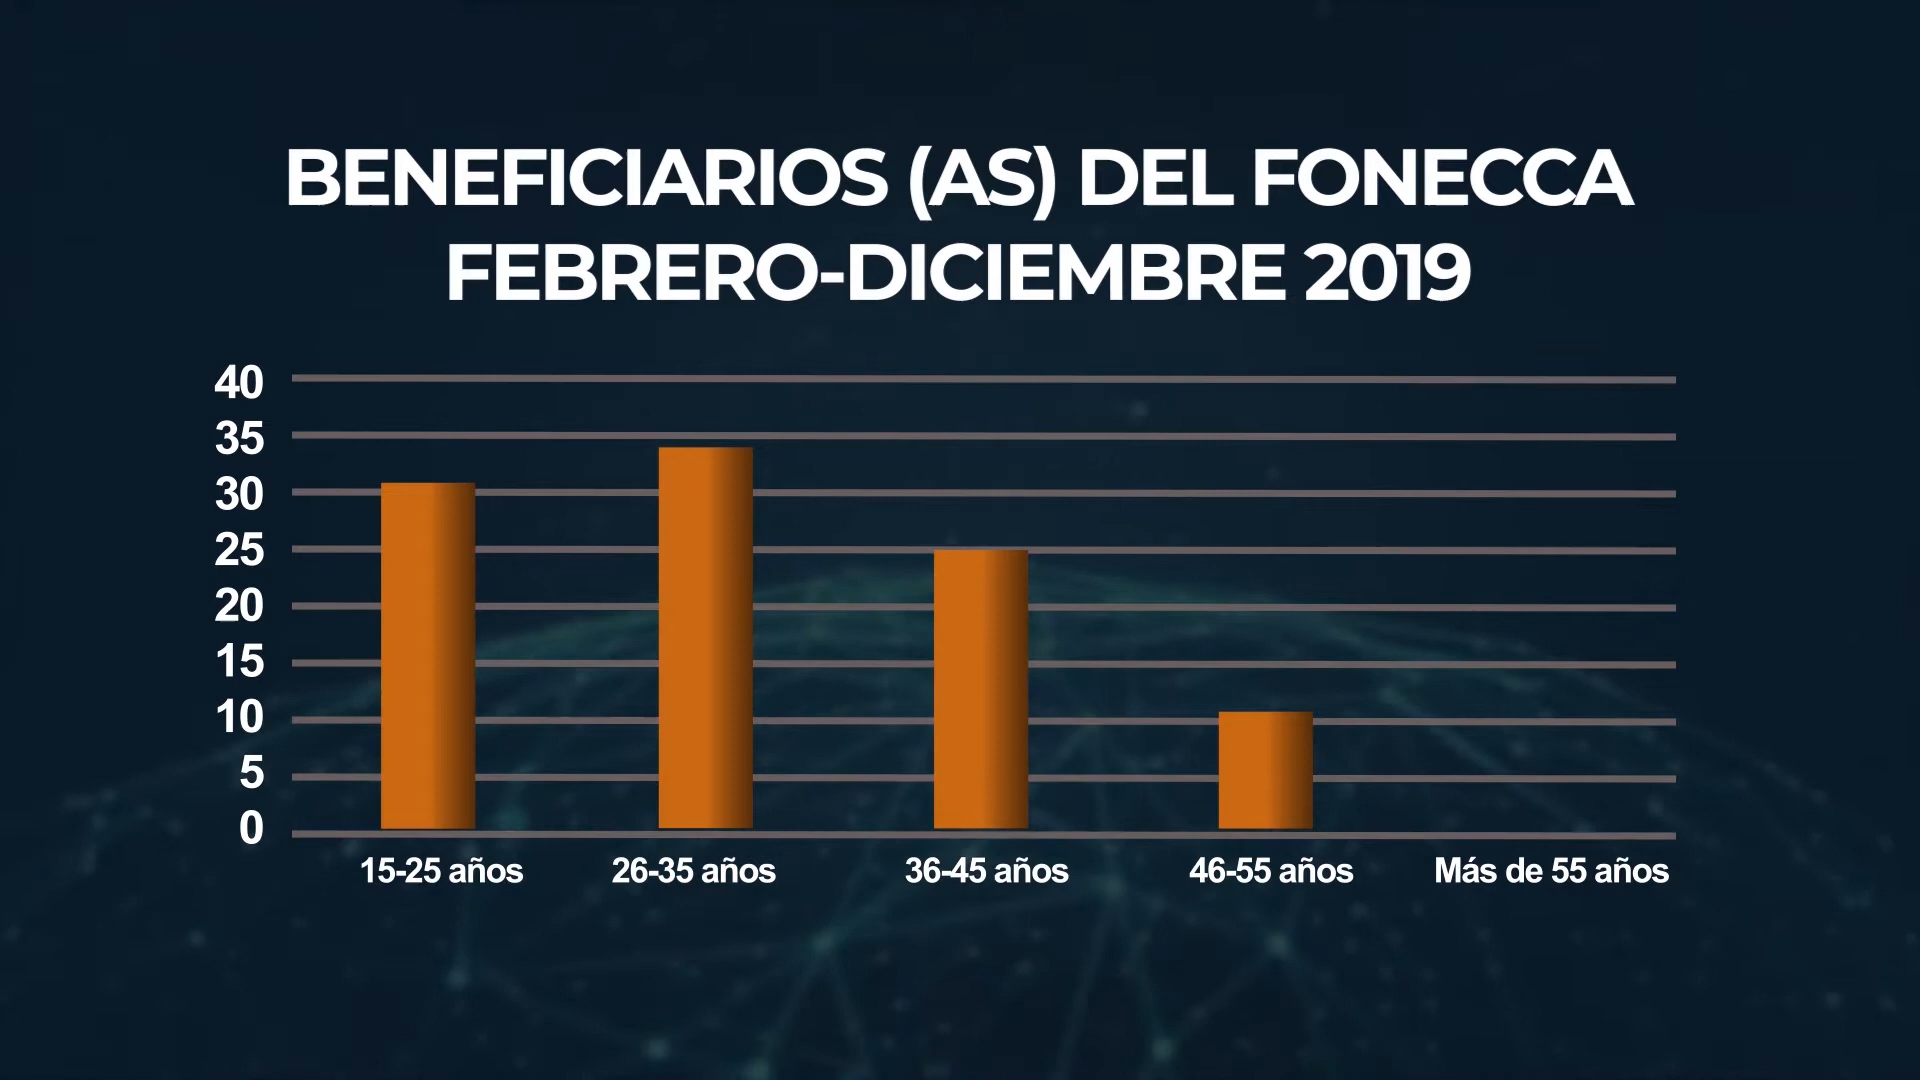 BENEFICIARIOS (AS) DEL FONECCA
FEBRERO-DICIEMBRE 2019
40
35
30
25
20
15
10
5
0
15-25 años
26-35 años
36-45 años
46-55 años
Más de 55 años